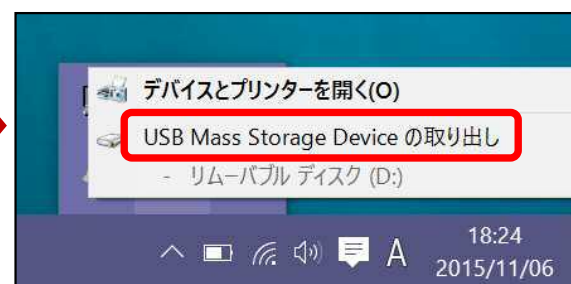 デバイスとプリンターを開く(O)
USB Mass Storage Device の取り出し
- リムーバブル ディスク (D:)
A
18:24
2015/11/06